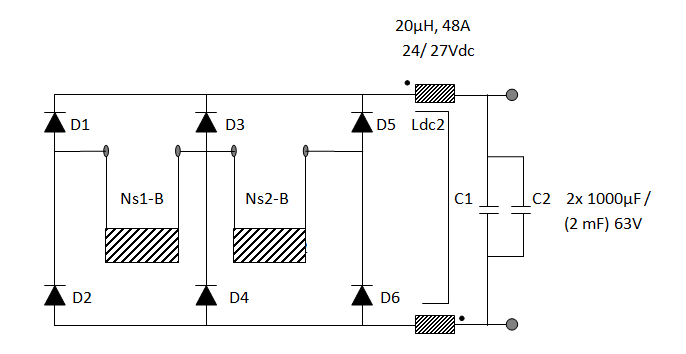 20µH, 48A
24/ 27Vdc
D1
D3
D5
Ldc2
Ns1-B
Ns2-B
C1
C2
2x 1000µF /
(2 mF) 63V
D2
D4
D6